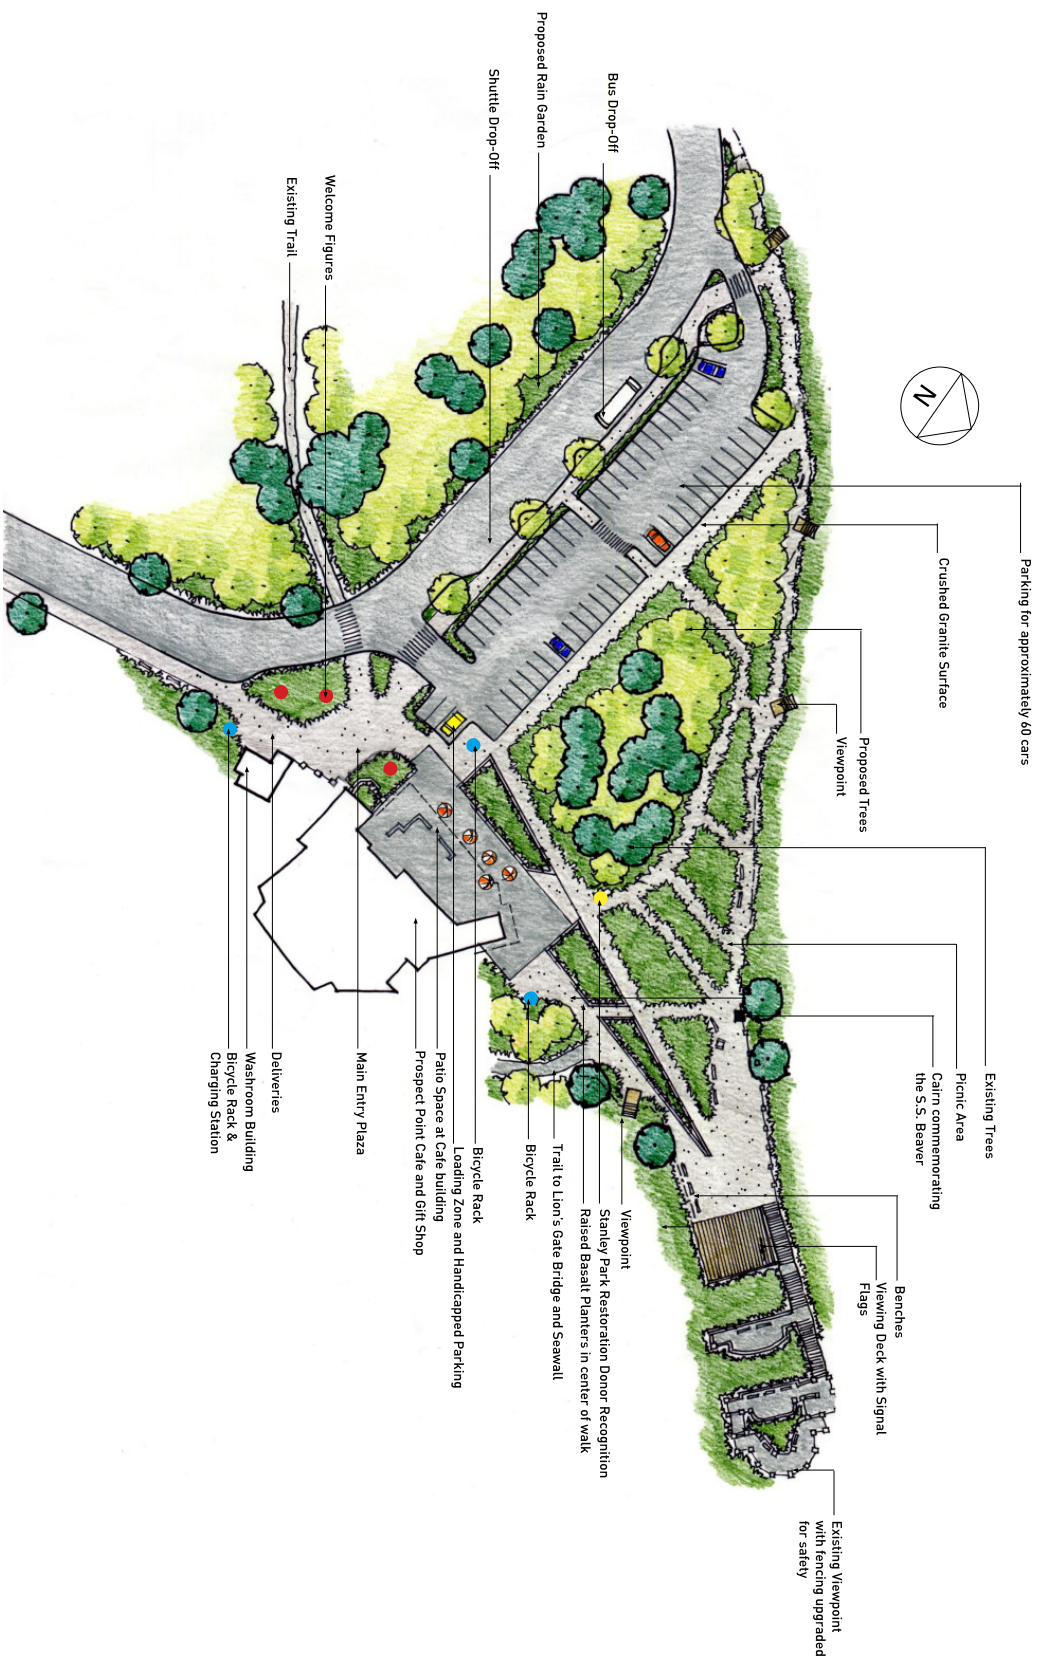 Parking for approximately 60 cars
Existing Trees
Picnic Area
Crushed Granite Surface
Cairn commemorating
the S.S. Beaver
N
Benches
Viewing Deck with Signal
Flags
Proposed Trees
Viewpoint
Existing Viewpoint
with fencing upgraded
for safety
Bus Drop-Off
Viewpoint
Stanley Park Restoration Donor Recognition
Raised Basalt Planters in center of walk
Trail to Lion's Gate Bridge and Seawall
Proposed Rain Garden
Bicycle Rack
Shuttle Drop-Off
Bicycle Rack
Loading Zone and Handicapped Parking
Patio Space at Cafe building
Prospect Point Cafe and Gift Shop
Main Entry Plaza
Welcome Figures
Existing Trail
Deliveries
Washroom Building
Bicycle Rack &
Charging Station